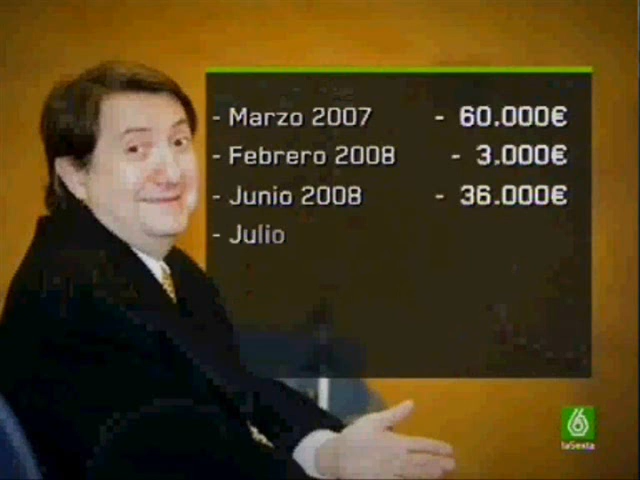 - Marzo 2007 - 60.000€
- Febrero 2008 - 3.000€
- Junio 2008 - 36.000€
- Julio
laSexta